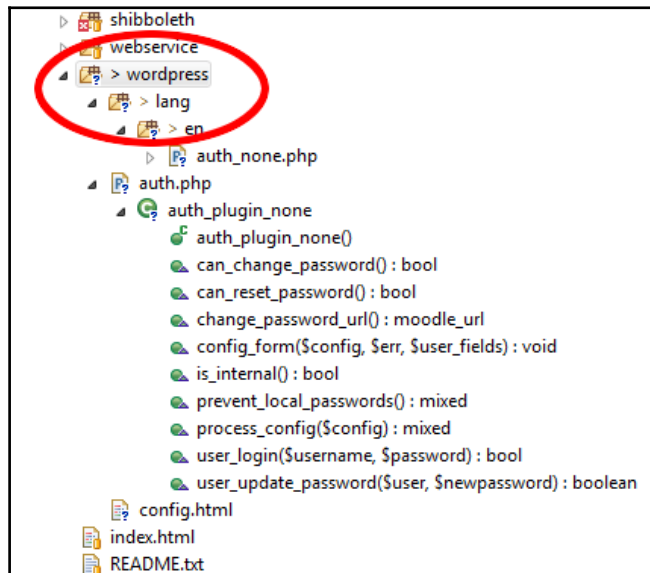 shibboleth
webservice
> wordpress
> lang
> en
auth_none.php
auth.php
auth_plugin_none
auth_plugin_none()
can_change_password() : bool
can_reset_password() : bool
change_password_url() : moodle_url
config_form($config, $err, $user_fields) : void
is_internal() : bool
prevent_local_passwords() : mixed
process_config($config) : mixed
user_login($username, $password) : bool
user_update_password($user, $newpassword) : boolean
config.html
index.html
README.txt